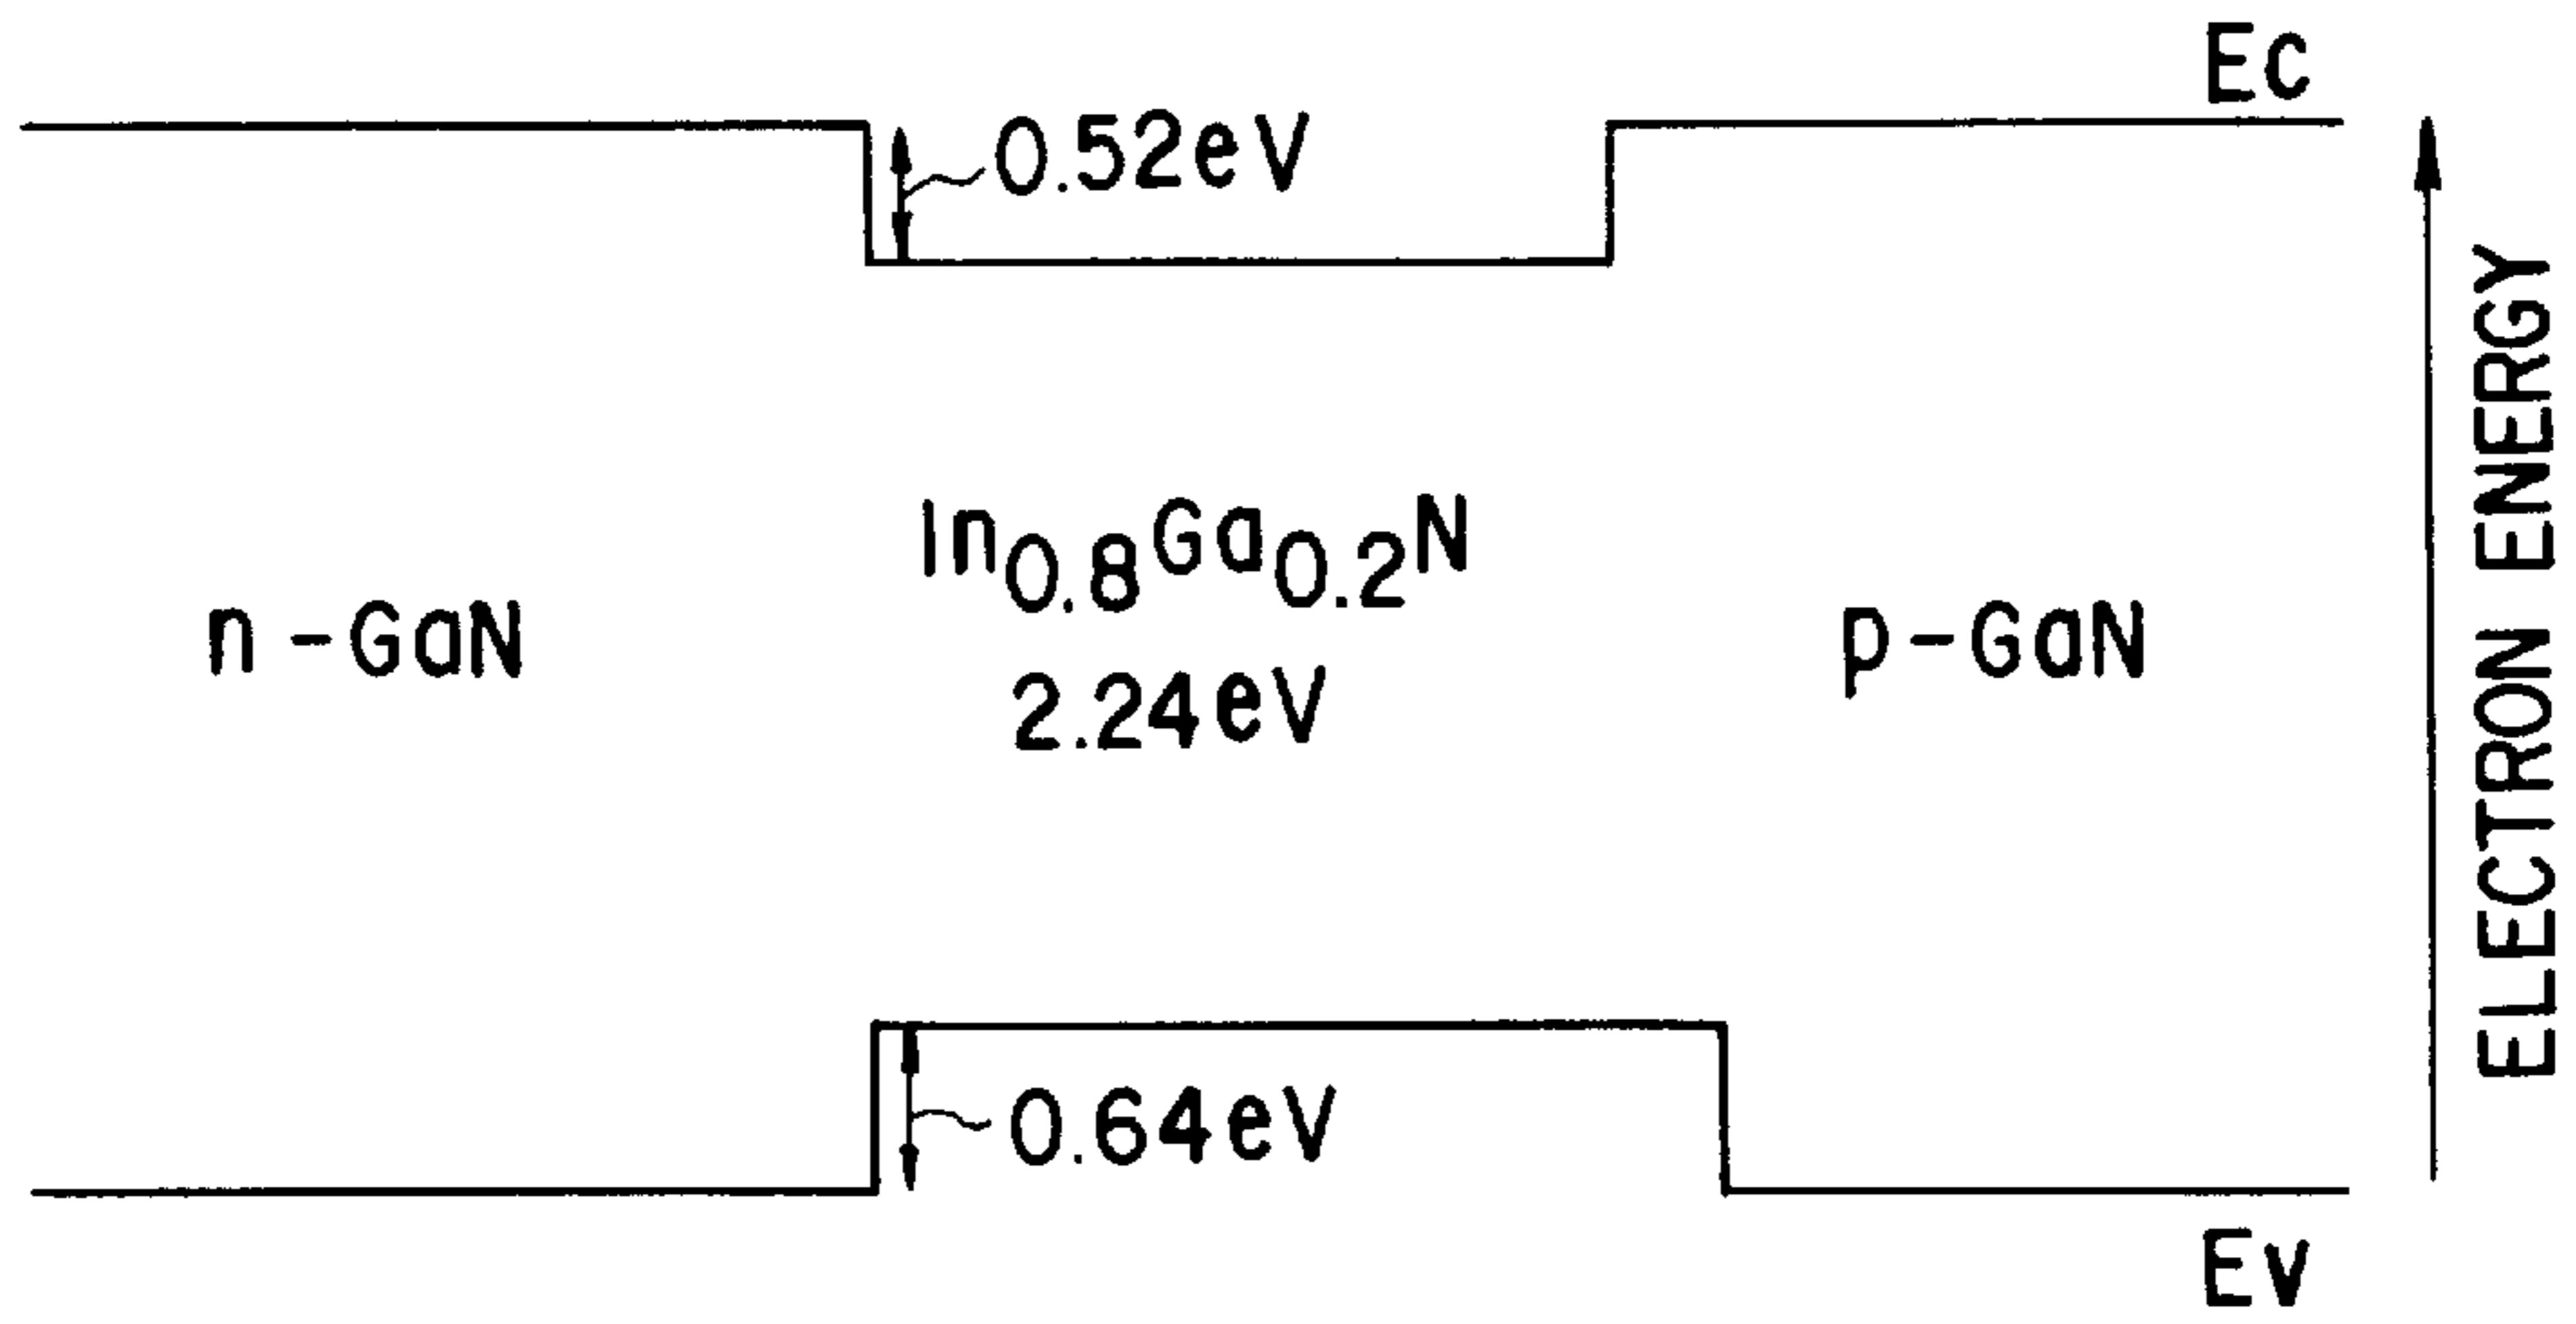 Ec
0.52eV
In0.8Ga0.2N
n-GaN
2.24eV
p-GaN
ELECTRON ENERGY
0.64eV
Ev